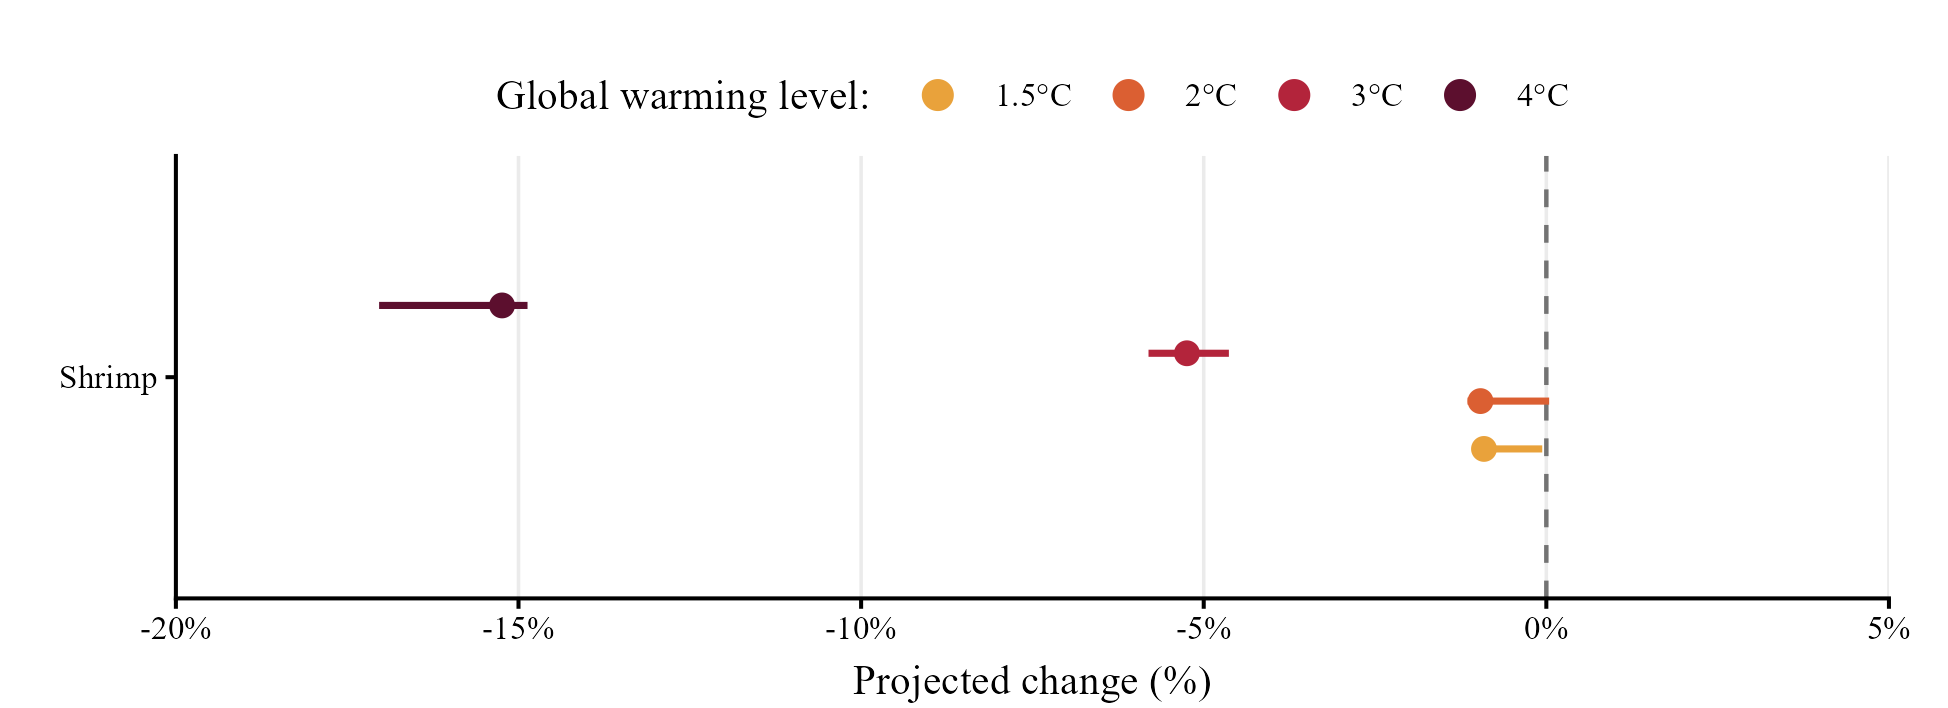 Global warming level: 1.5°C 2°C 3°C 4°C
Shrimp
-20% -15% -10% -5% 0% 5%
Projected change (%)